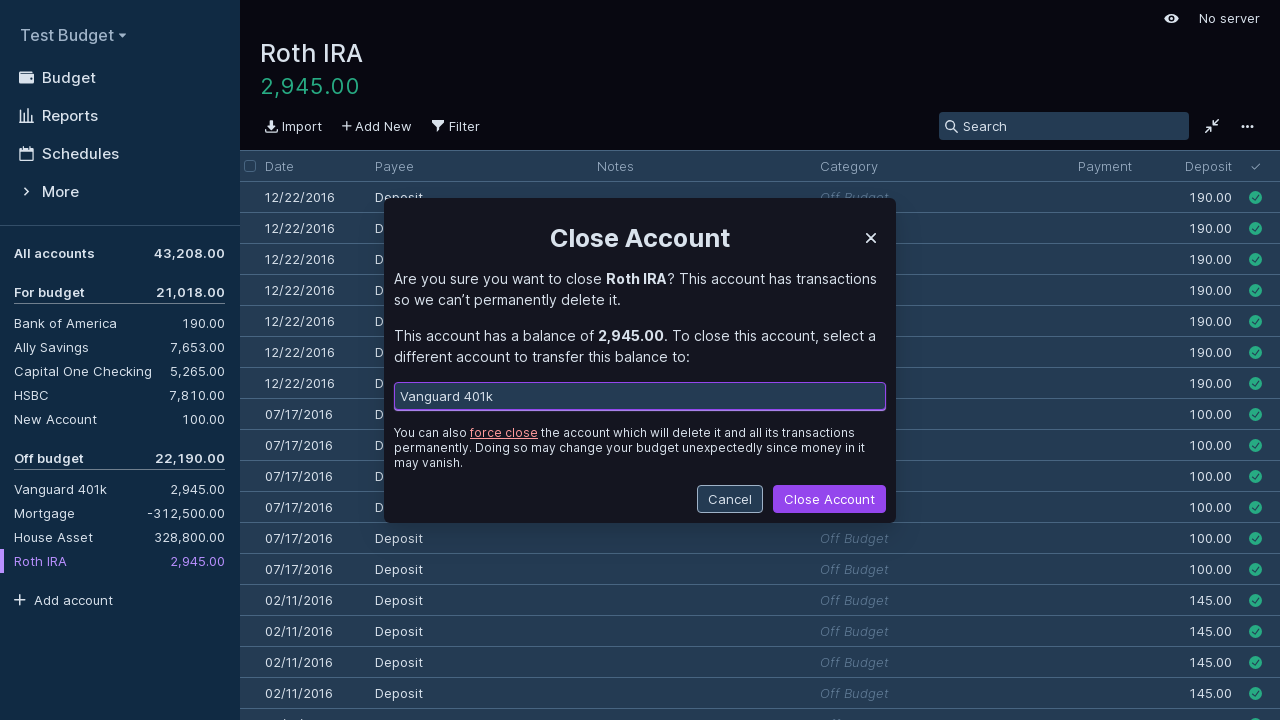 Test Budget
Budget
Reports
Schedules
More
All accounts 43,208.00
For budget 21,018.00
Bank of America 190.00
Ally Savings 7,653.00
Capital One Checking 5,265.00
HSBC 7,810.00
New Account 100.00
Off budget 22,190.00
Vanguard 401k 2,945.00
Mortgage -312,500.00
House Asset 328,800.00
Roth IRA 2,945.00
Add account
No server
Roth IRA
2,945.00
Import Add New Filter Search
Date Payee Notes Category Payment Deposit
12/22/2016 Deposit Off Budget 190.00
12/22/2016 D 190.00
12/22/2016 D 190.00
12/22/2016 D 190.00
12/22/2016 D 190.00
12/22/2016 D 190.00
12/22/2016 D 190.00
07/17/2016 D 100.00
07/17/2016 D 100.00
07/17/2016 D 100.00
07/17/2016 D 100.00
07/17/2016 Deposit Off Budget 100.00
07/17/2016 Deposit Off Budget 100.00
02/11/2016 Deposit Off Budget 145.00
02/11/2016 Deposit Off Budget 145.00
02/11/2016 Deposit Off Budget 145.00
02/11/2016 Deposit Off Budget 145.00
Close Account
Are you sure you want to close Roth IRA? This account has transactions
so we can’t permanently delete it.
This account has a balance of 2,945.00. To close this account, select a
different account to transfer this balance to:
Vanguard 401k
You can also force close the account which will delete it and all its transactions
permanently. Doing so may change your budget unexpectedly since money in it
may vanish.
Cancel Close Account